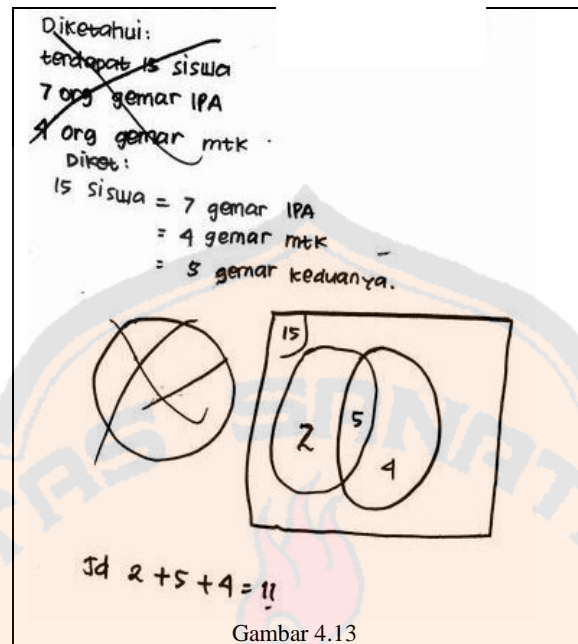 Diketahui:
terdapat 15 siswa
7 org gemar IPA
4 org gemar mtk
Diket:
15 siswa = 7 gemar IPA
= 4 gemar mtk
= 5 gemar keduanya.
15
2
5
4
Jd 2 + 5 + 4 = 11
Gambar 4.13